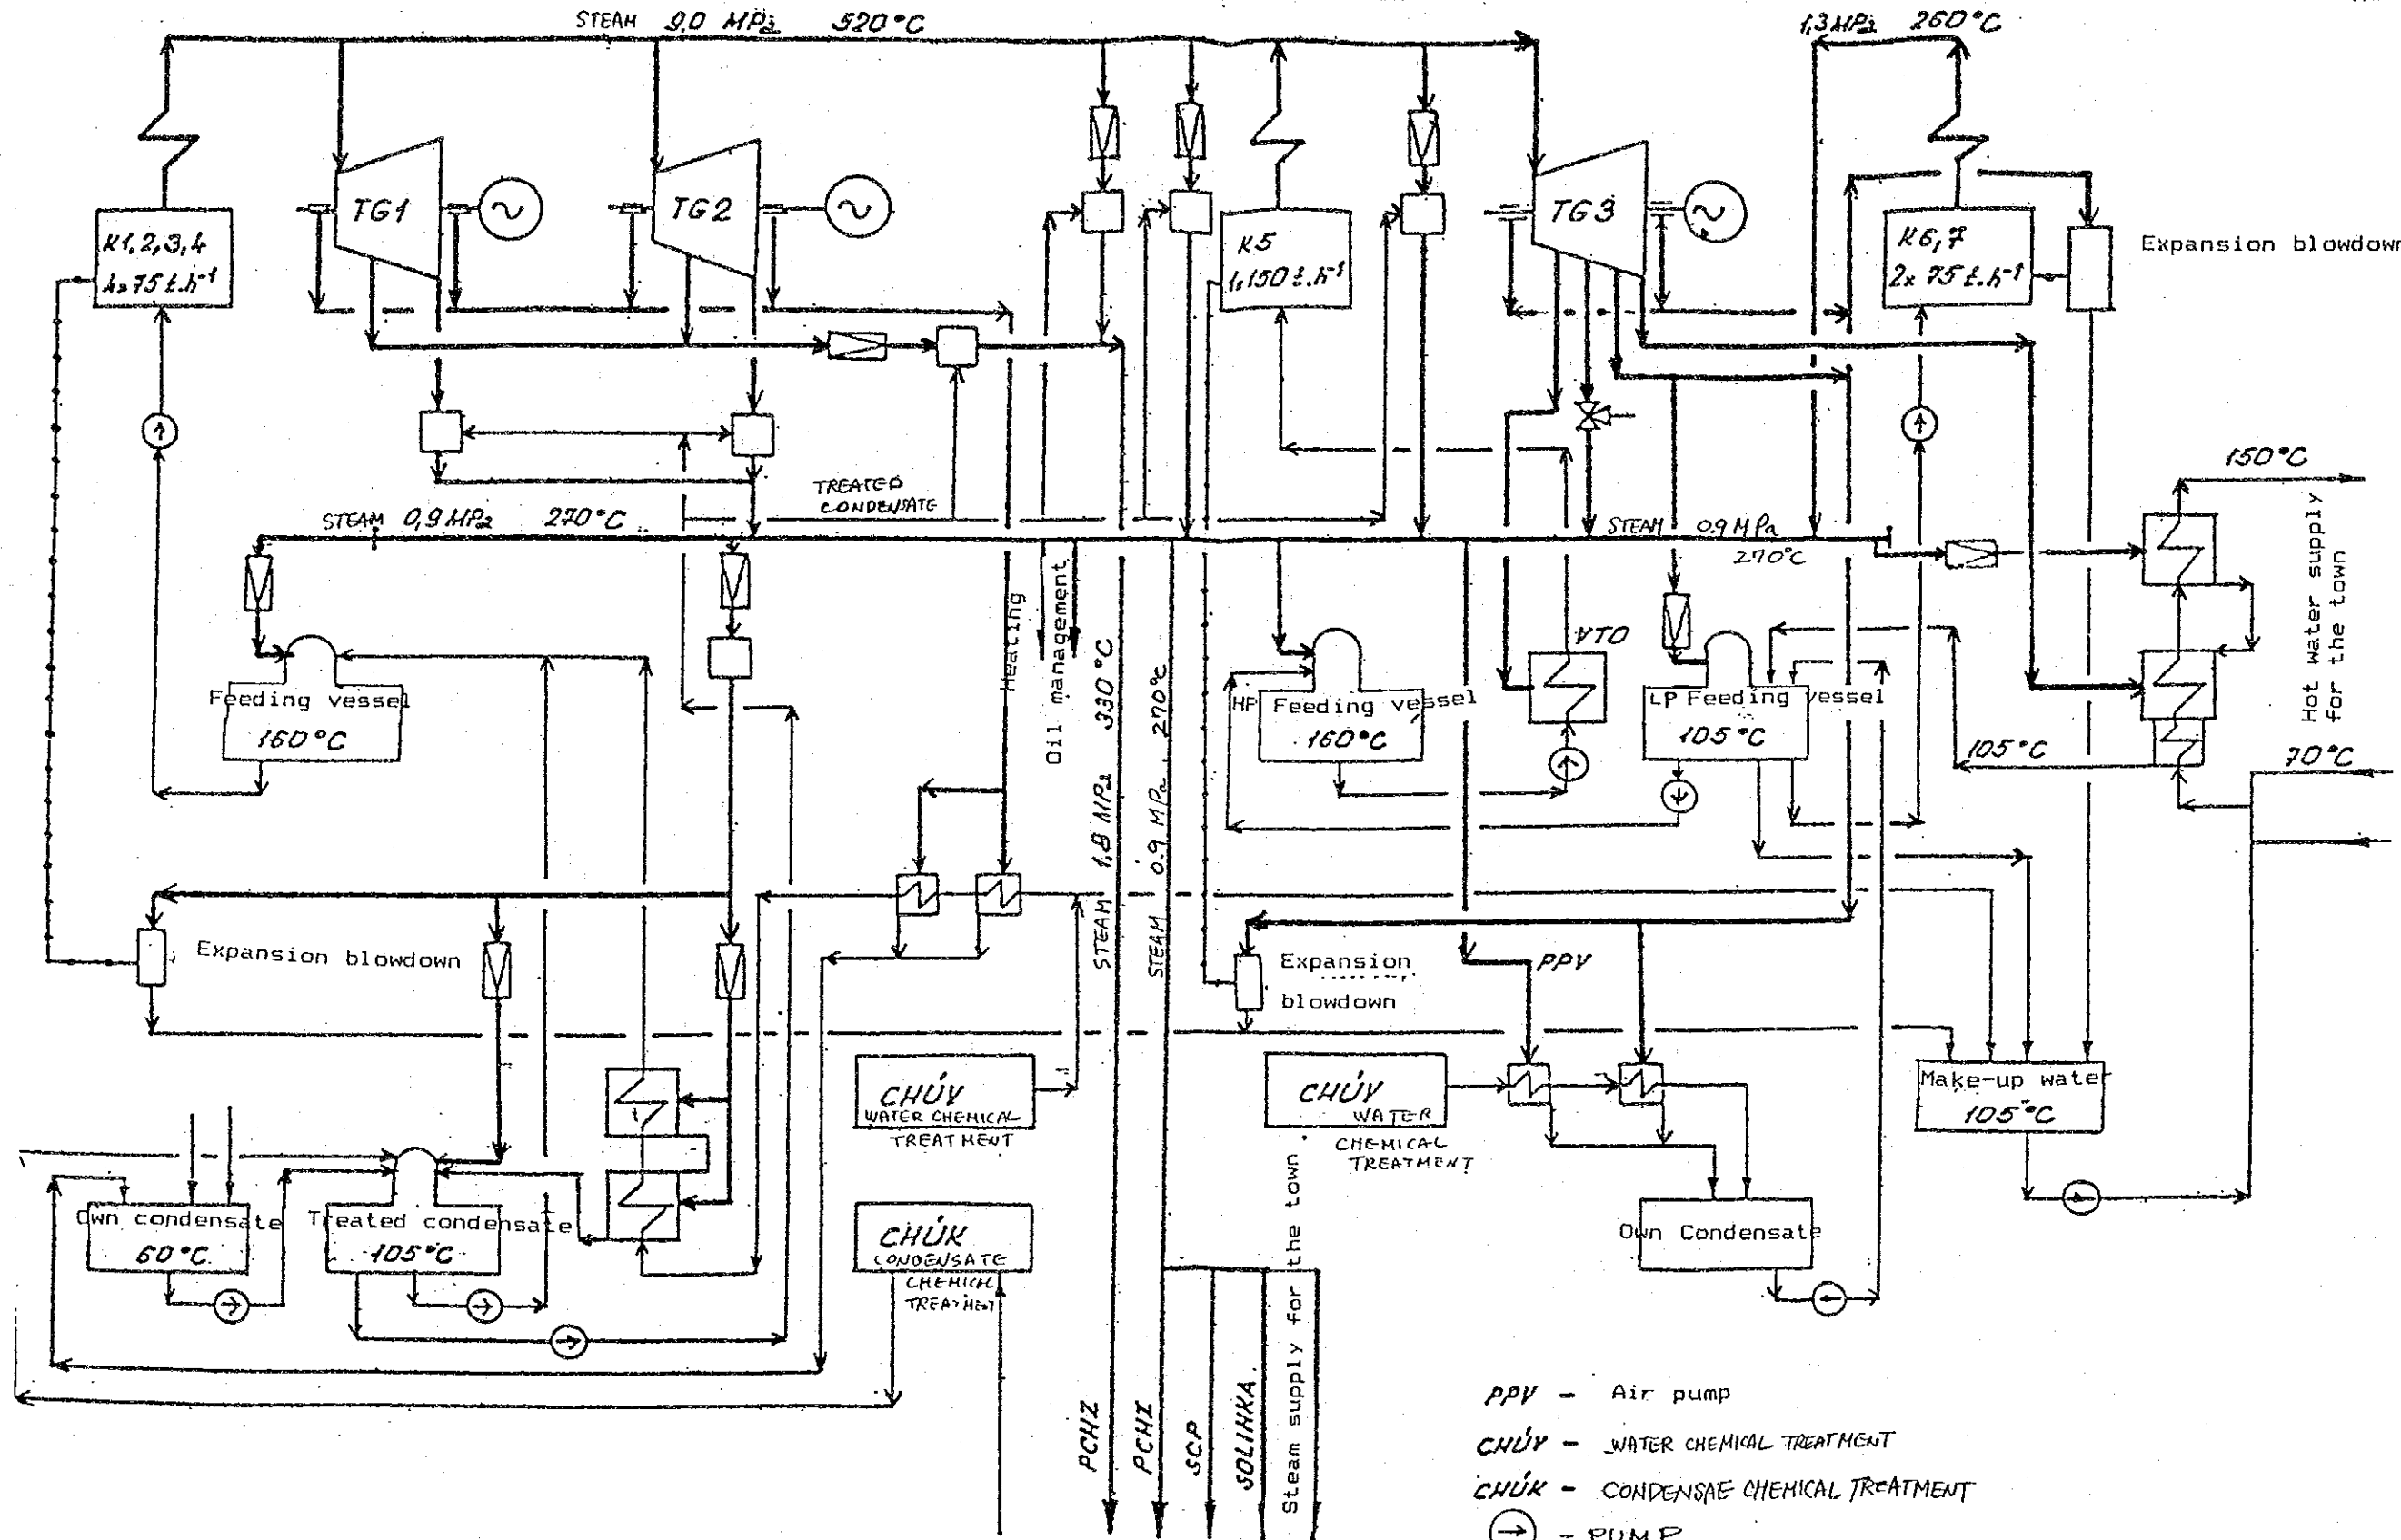 STEAM 9,0 MPa 520°C
1,3 MPa 260°C
TG1
TG2
TG3
K1,2,3,4
4x75 t.h⁻¹
K5
1x150 t.h⁻¹
K6,7
2x75 t.h⁻¹
Expansion blowdown
TREATED
CONDENSATE
STEAM 0,9 MPa 270°C
STEAM 0.9 MPa
270°C
150°C
Hot water supply
for the town
Heating
Oil management
VTO
Feeding vessel
160°C
HP Feeding vessel
160°C
LP Feeding vessel
105°C
105°C
70°C
STEAM 1,8 MPa 330°C
STEAM 0.9 MPa, 270°C
Expansion blowdown
Expansion
blowdown
PPV
CHÚV
WATER CHEMICAL
TREATMENT
CHÚV
WATER
CHEMICAL
TREATMENT
Make-up water
105°C
Own condensate
60°C
Treated condensate
105°C
CHÚK
CONDENSATE
CHEMICAL
TREATMENT
Own Condensate
PCHZ
PCHZ
SCP
SOLIHKA
Steam supply for the town
PPV - Air pump
CHÚV - WATER CHEMICAL TREATMENT
CHÚK - CONDENSAE CHEMICAL TREATMENT
- PUMP